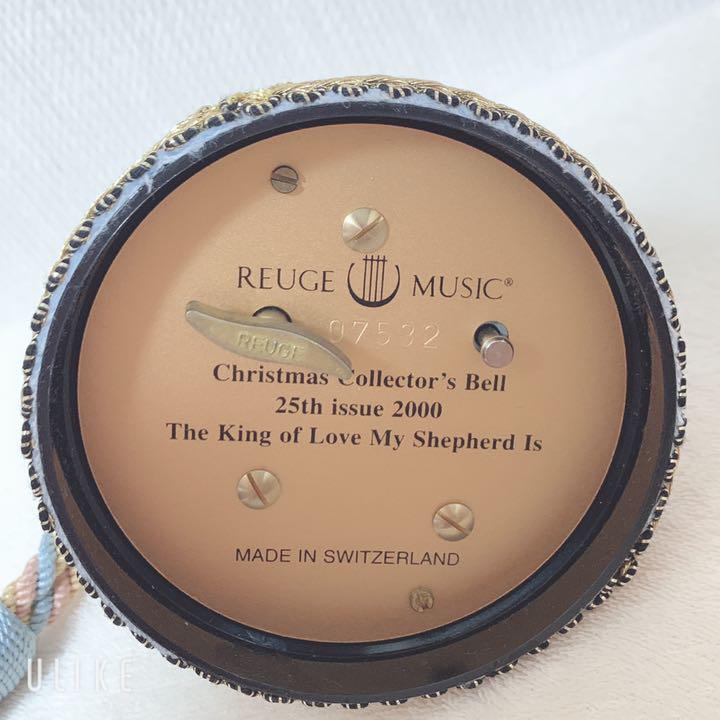 REUGE MUSIC®
07532
REUGE
Christmas Collector's Bell
25th issue 2000
The King of Love My Shepherd Is
MADE IN SWITZERLAND
ULIKE